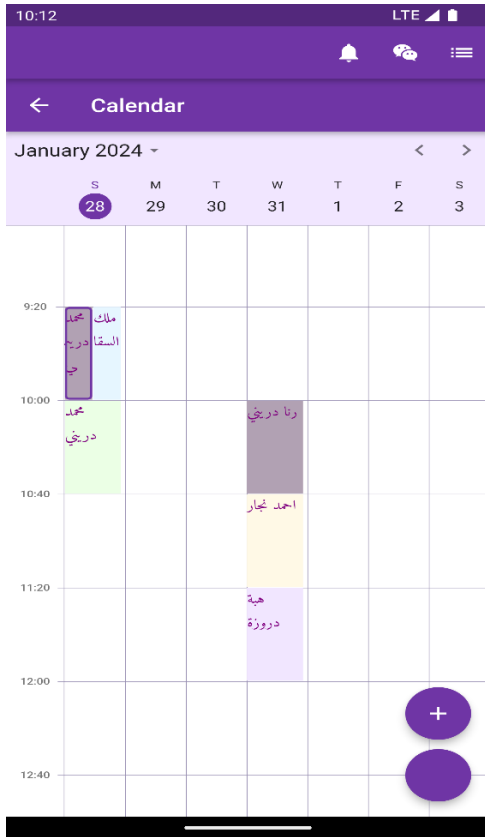 10:12 LTE
Calendar
January 2024
S M T W T F S
28 29 30 31 1 2 3
9:20
محمد
دريـ
ملك
السقا
10:00
محمد
دريني
رنا دريني
10:40
احمد نجار
11:20
هبة
دروزة
12:00
12:40